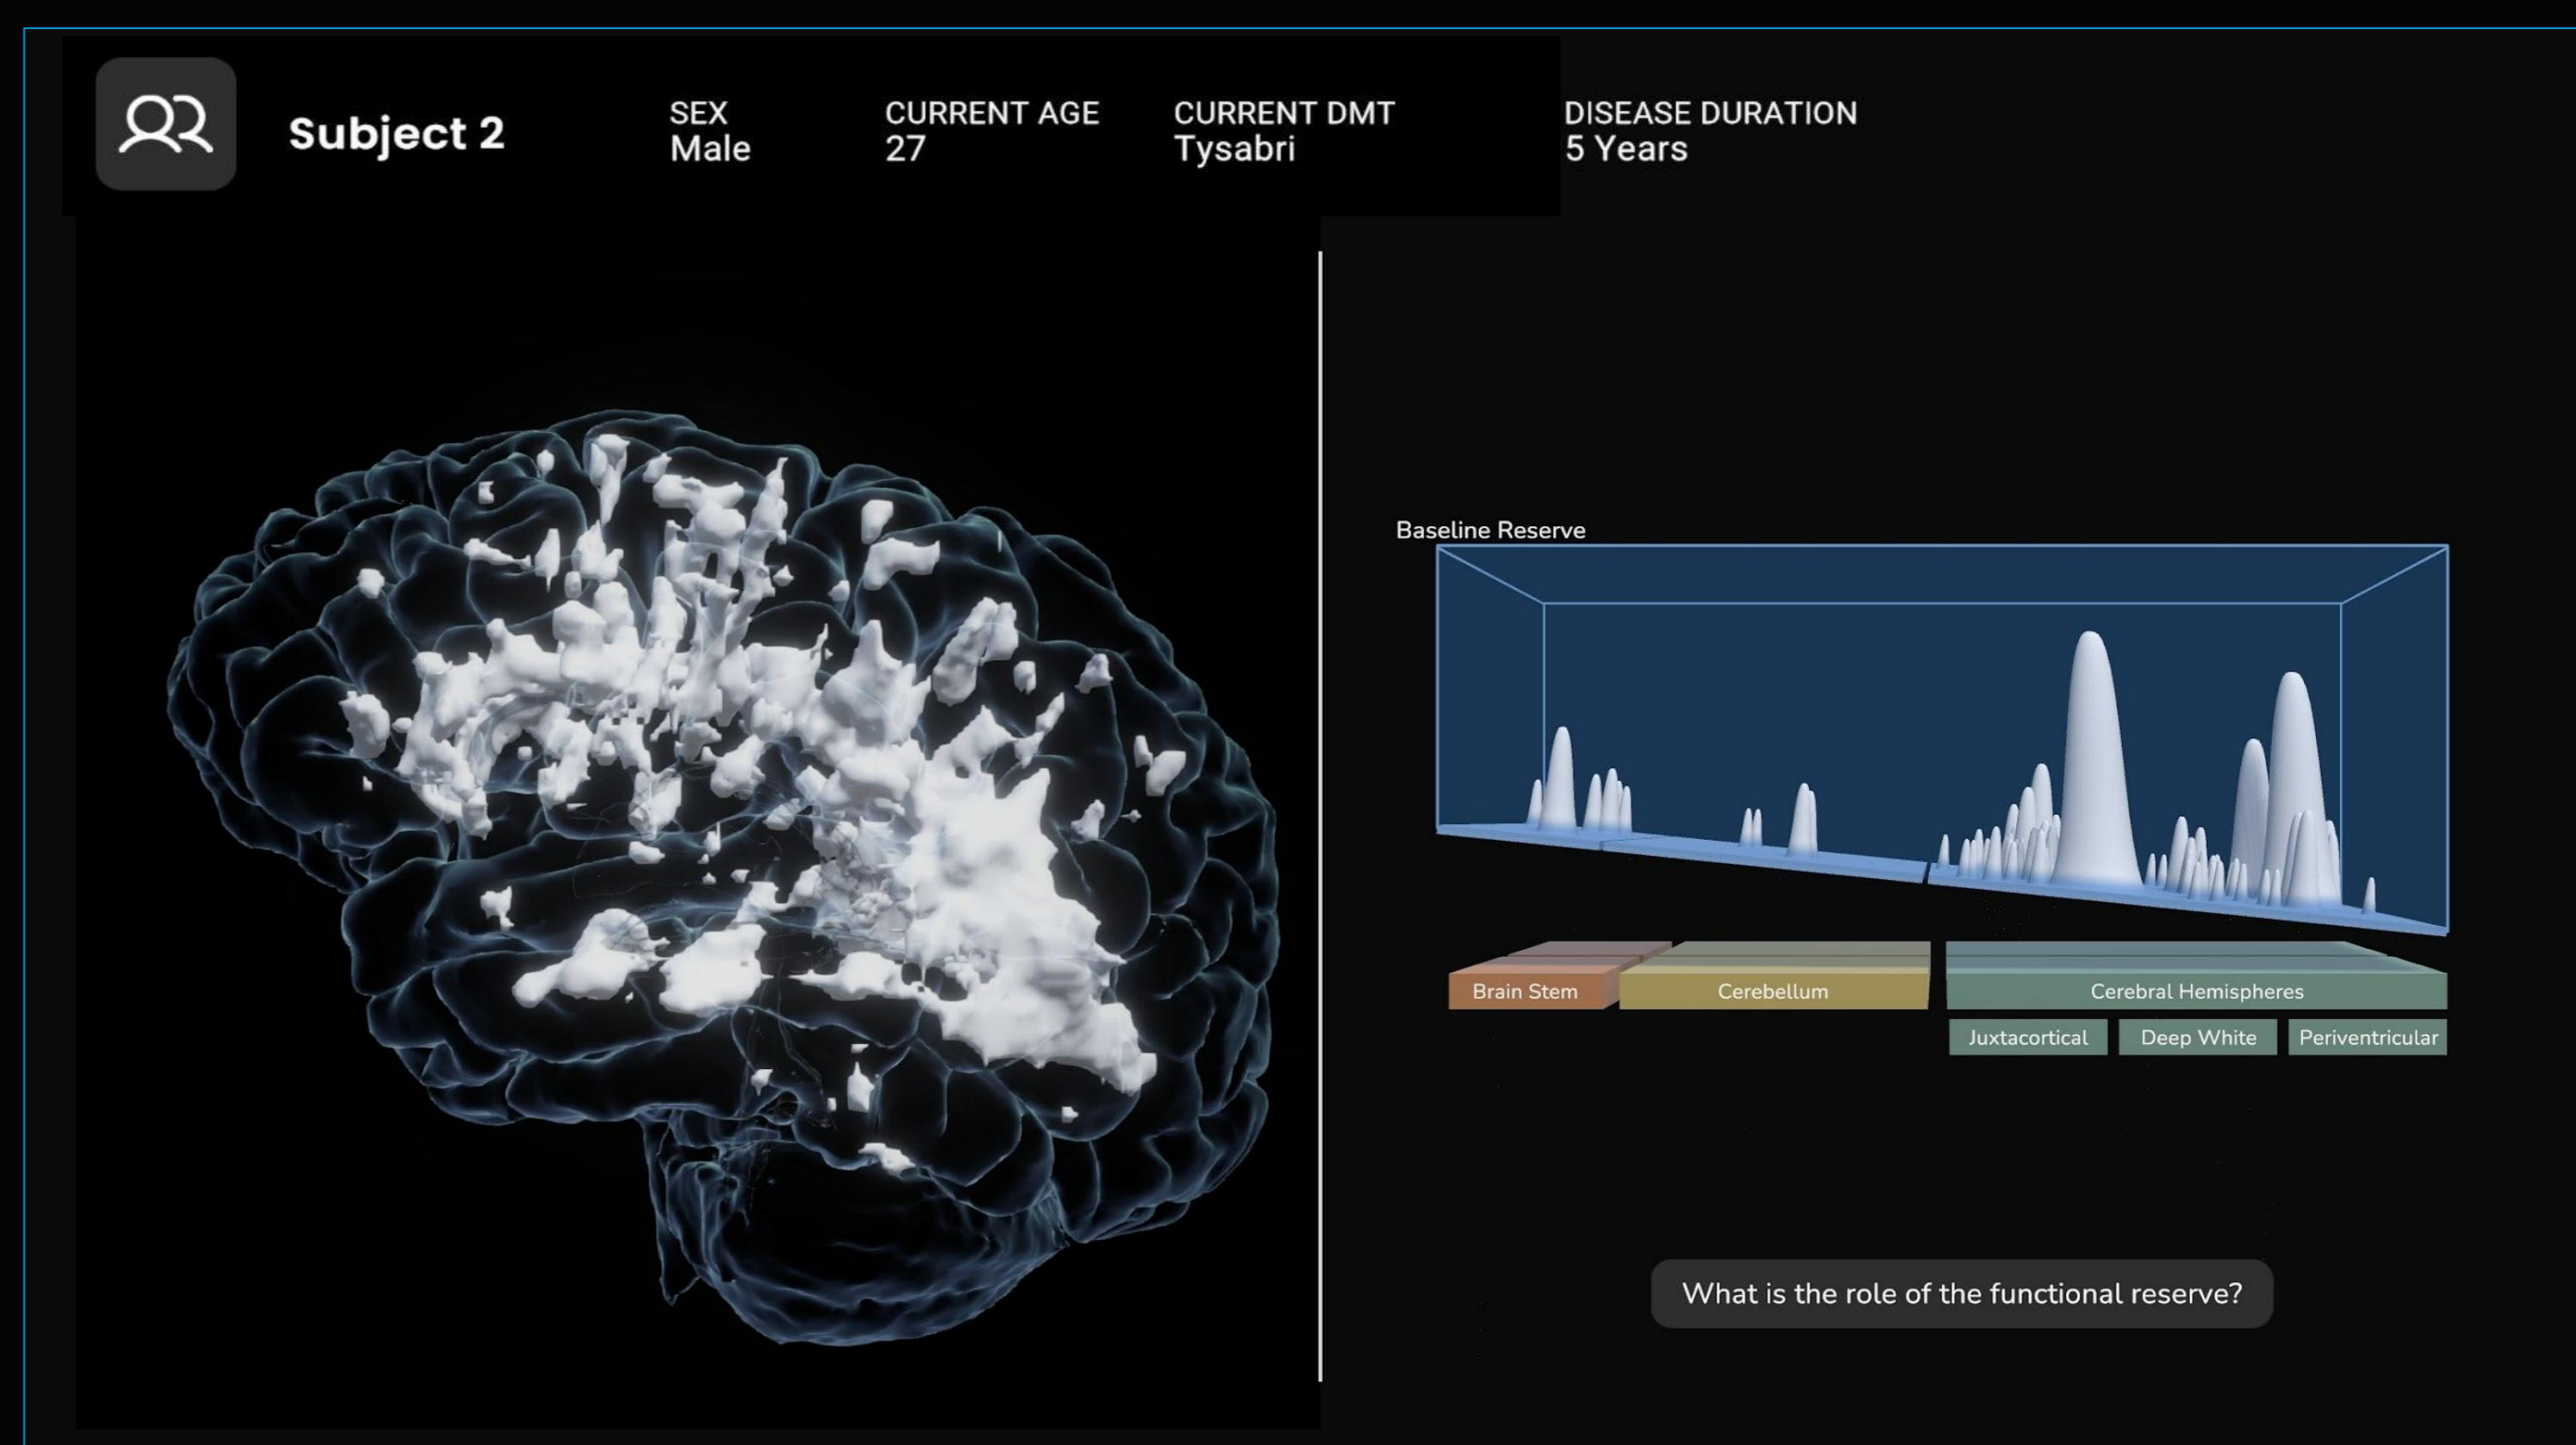 Subject 2
SEX
Male
CURRENT AGE
27
CURRENT DMT
Tysabri
DISEASE DURATION
5 Years
Baseline Reserve
Brain Stem
Cerebellum
Cerebral Hemispheres
Juxtacortical
Deep White
Periventricular
What is the role of the functional reserve?